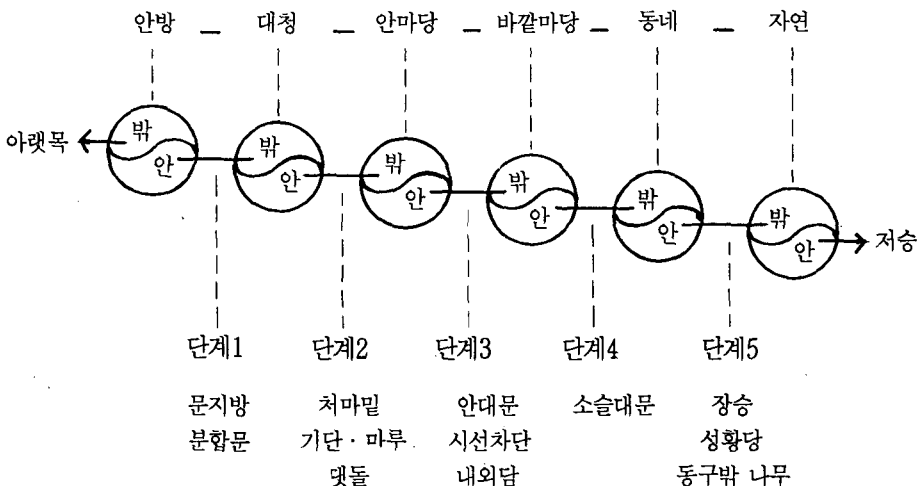 안방 — 대청 — 안마당 — 바깥마당 — 동네 — 자연
아랫목 밖 안 밖 안 밖 안 밖 안 밖 안 밖 안 저승
단계1 단계2 단계3 단계4 단계5
문지방 처마밑 안대문 소슬대문 장승
분합문 기단·마루 시선차단 성황당
댓돌 내외담 동구밖 나무